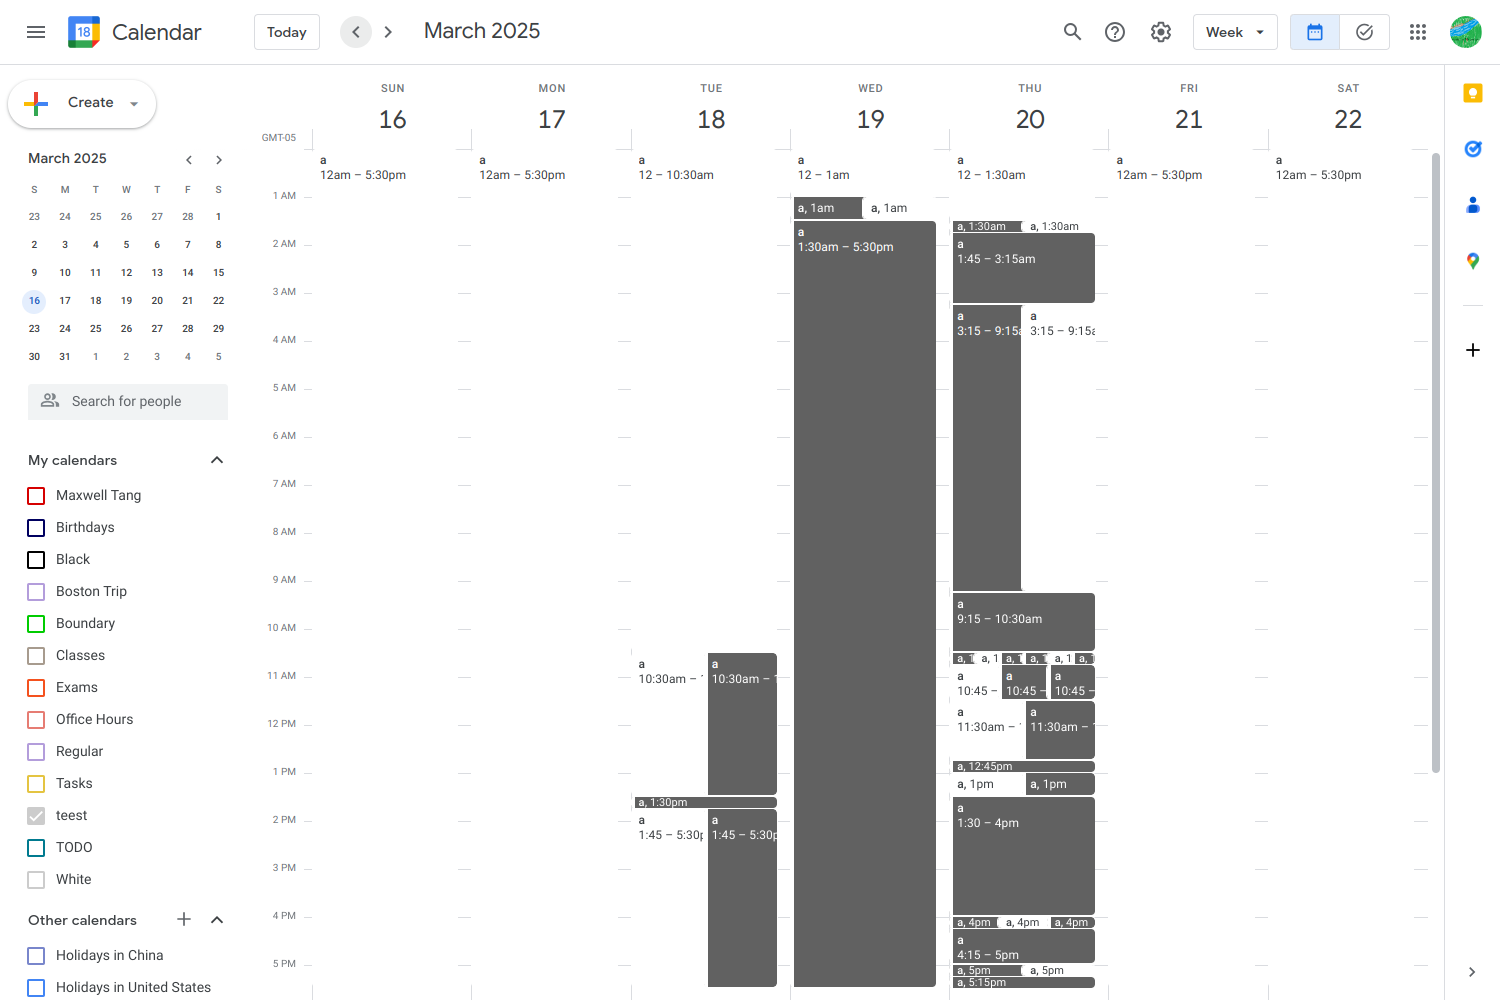 18
Calendar
Today
March 2025
Week
Create
March 2025
S M T W T F S
23 24 25 26 27 28 1
2 3 4 5 6 7 8
9 10 11 12 13 14 15
16 17 18 19 20 21 22
23 24 25 26 27 28 29
30 31 1 2 3 4 5
Search for people
My calendars
Maxwell Tang
Birthdays
Black
Boston Trip
Boundary
Classes
Exams
Office Hours
Regular
Tasks
teest
TODO
White
Other calendars
Holidays in China
Holidays in United States
GMT-05
SUN MON TUE WED THU FRI SAT
16 17 18 19 20 21 22
1 AM
2 AM
3 AM
4 AM
5 AM
6 AM
7 AM
8 AM
9 AM
10 AM
11 AM
12 PM
1 PM
2 PM
3 PM
4 PM
5 PM
a
12am – 5:30pm
a
12am – 5:30pm
a
12 – 10:30am
a
10:30am –
a
10:30am –
a, 1:30pm
a
1:45 – 5:30p
a
1:45 – 5:30p
a
12 – 1am
a, 1am
a, 1am
a
1:30am – 5:30pm
a
12 – 1:30am
a, 1:30am
a, 1:30am
a
1:45 – 3:15am
a
3:15 – 9:15a
a
3:15 – 9:15a
a
9:15 – 10:30am
a, 1 a, 1 a, 1 a, 1 a, 1 a, 1
a
10:45 –
a
10:45 –
a
10:45 –
a
11:30am –
a
11:30am –
a, 12:45pm
a, 1pm
a, 1pm
a
1:30 – 4pm
a, 4pm
a, 4pm
a, 4pm
a
4:15 – 5pm
a, 5pm
a, 5pm
a, 5:15pm
a
12am – 5:30pm
a
12am – 5:30pm